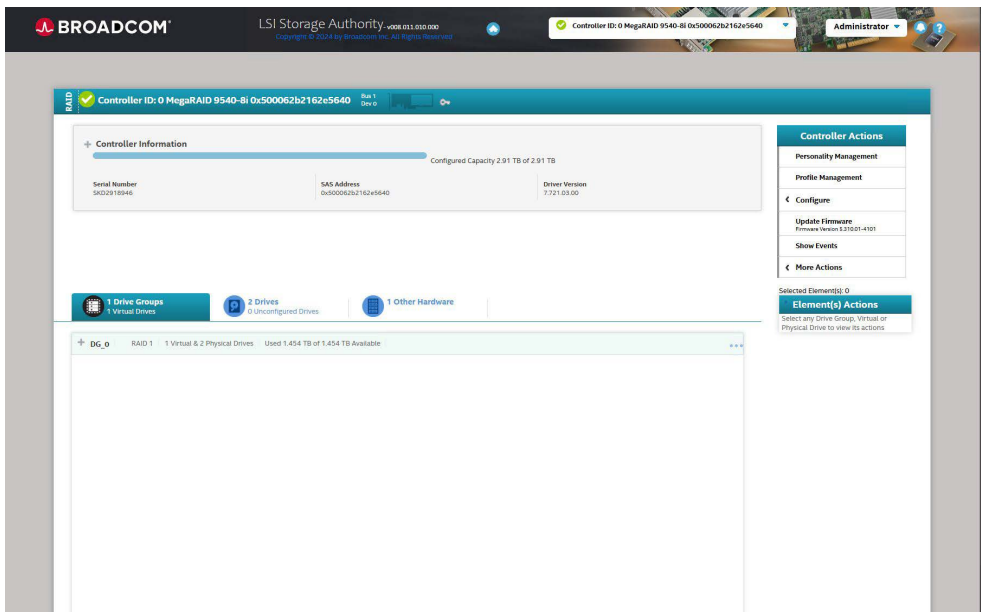 BROADCOM
LSI Storage Authority v008.011.010.000
Copyright © 2024 by Broadcom Inc. All Rights Reserved
Controller ID: 0 MegaRAID 9540-8i 0x500062b2162e5640
Administrator
?
RAID
Controller ID: 0 MegaRAID 9540-8i 0x500062b2162e5640
Bus 1
Dev 0
Controller Information
Configured Capacity 2.91 TB of 2.91 TB
Serial Number
SKD2918946
SAS Address
0x500062b2162e5640
Driver Version
7.721.03.00
Controller Actions
Personality Management
Profile Management
Configure
Update Firmware
Firmware Version 5.310.01-4101
Show Events
More Actions
1 Drive Groups
1 Virtual Drives
2 Drives
0 Unconfigured Drives
1 Other Hardware
Selected Element(s): 0
Element(s) Actions
Select any Drive Group, Virtual or
Physical Drive to view its actions
DG_0 RAID 1 1 Virtual & 2 Physical Drives Used 1.454 TB of 1.454 TB Available